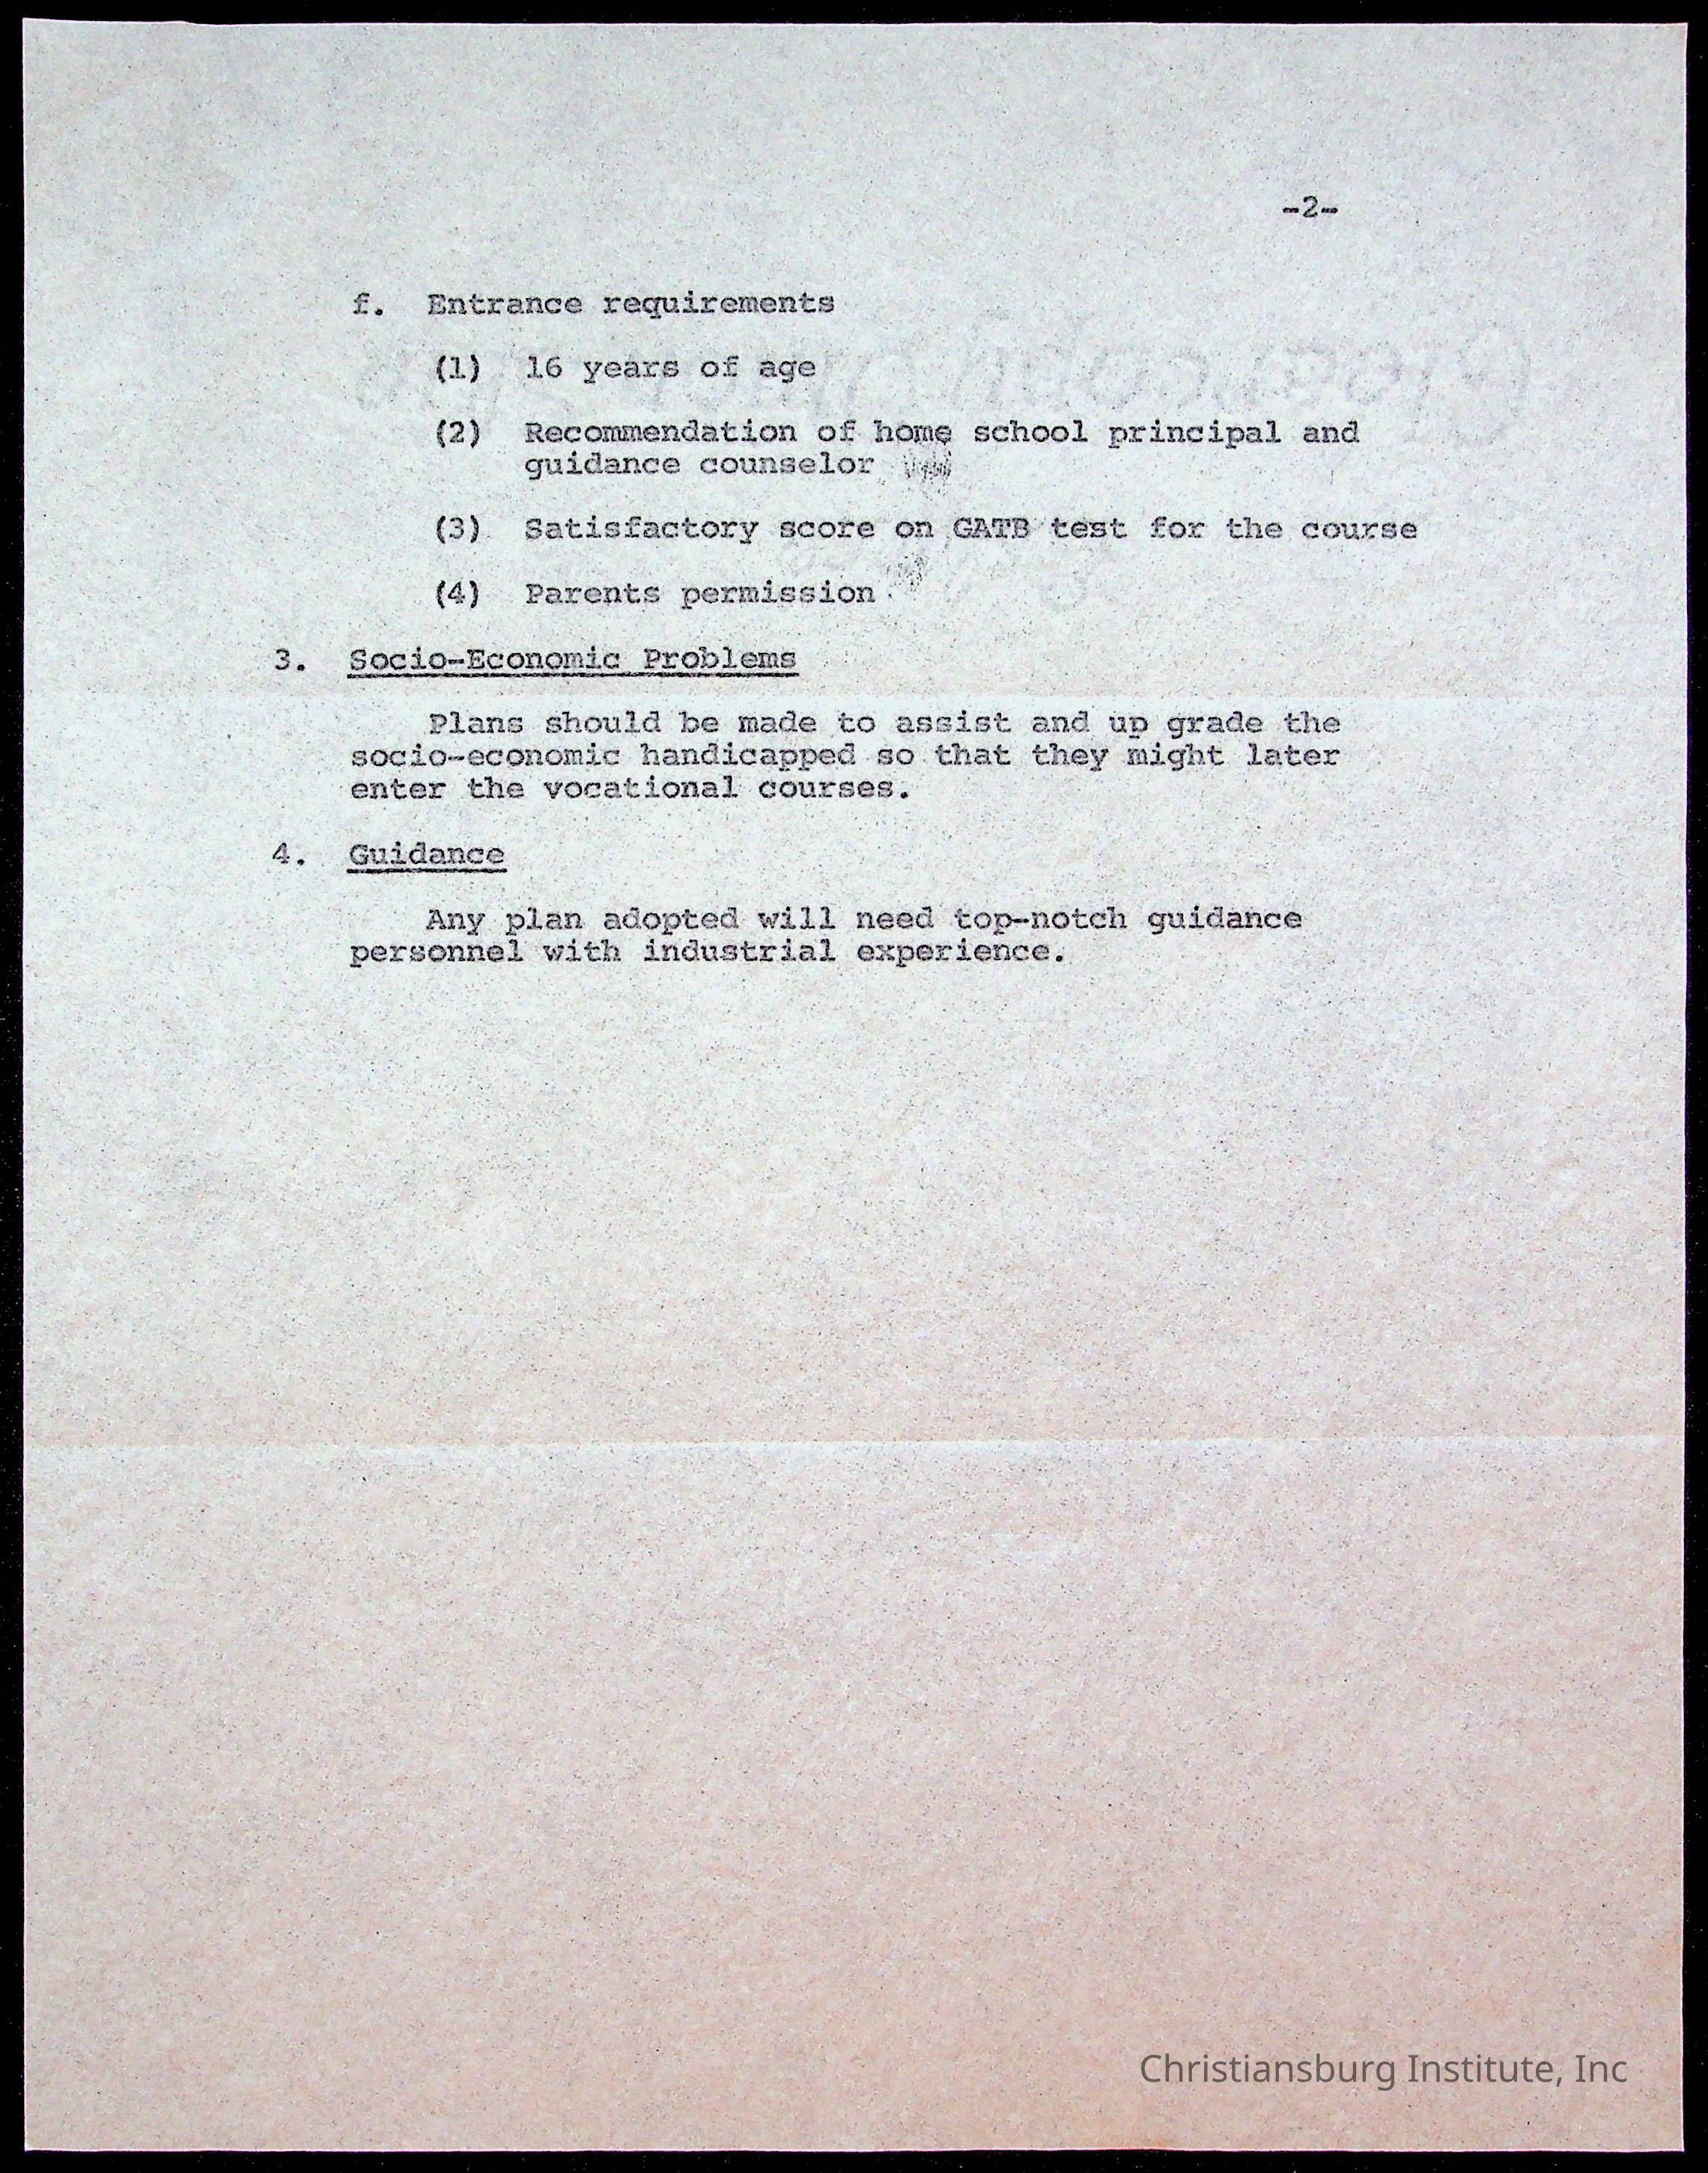 -2-
f. Entrance requirements
(1) 16 years of age
(2) Recommendation of home school principal and
guidance counselor
(3) Satisfactory score on GATB test for the course
(4) Parents permission
3. Socio-Economic Problems
Plans should be made to assist and up grade the
socio-economic handicapped so that they might later
enter the vocational courses.
4. Guidance
Any plan adopted will need top-notch guidance
personnel with industrial experience.
Christiansburg Institute, Inc